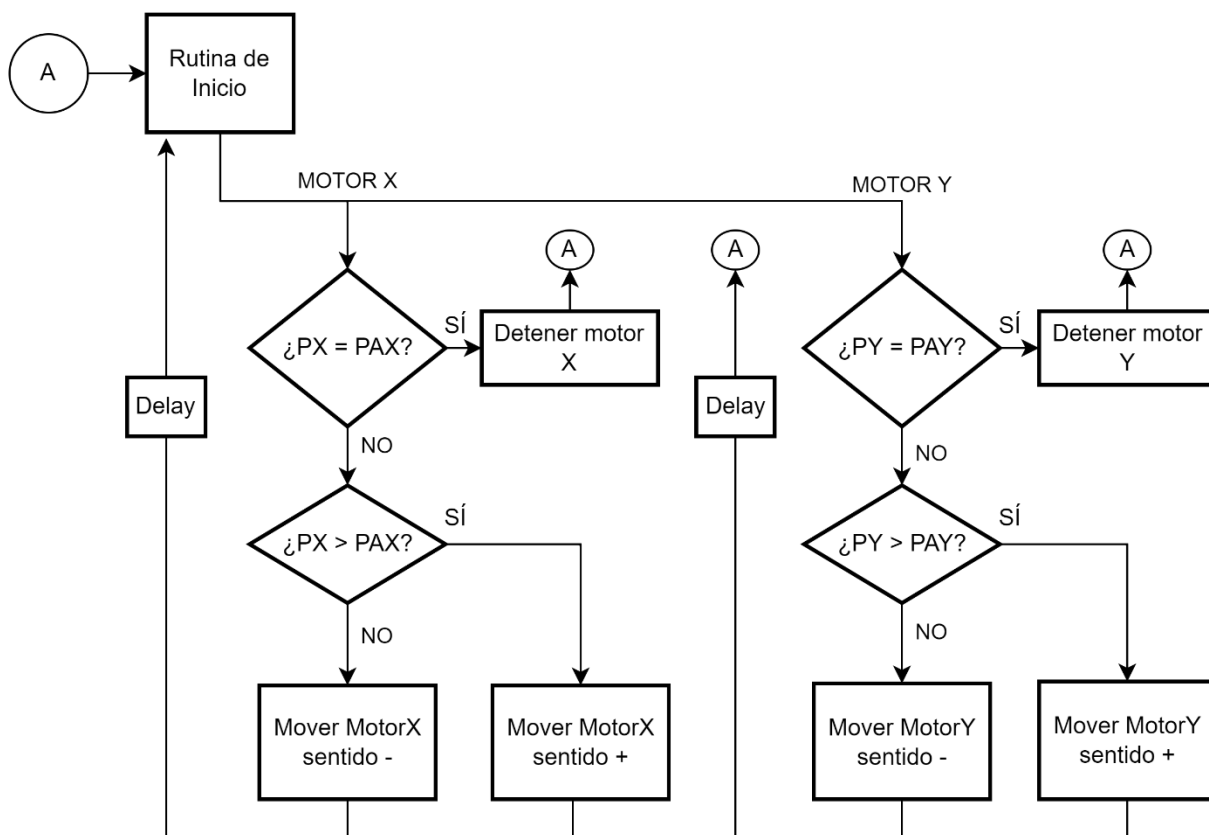 A
Rutina de
Inicio
MOTOR X
MOTOR Y
A
A
A
¿PX = PAX?
SÍ
Detener motor
X
¿PY = PAY?
SÍ
Detener motor
Y
Delay
Delay
NO
NO
¿PX > PAX?
SÍ
¿PY > PAY?
SÍ
NO
NO
Mover MotorX
sentido -
Mover MotorX
sentido +
Mover MotorY
sentido -
Mover MotorY
sentido +